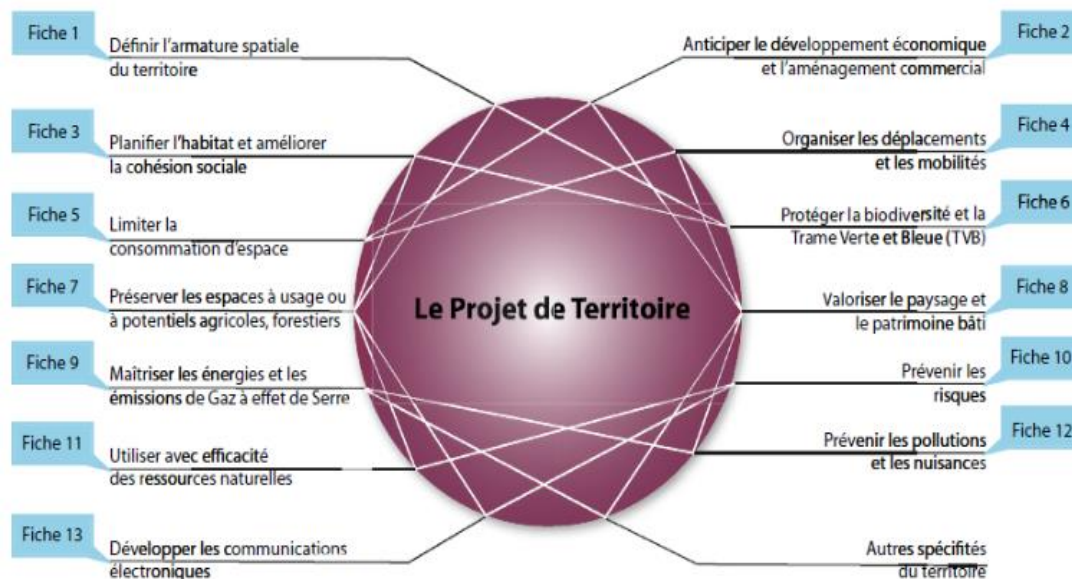 Fiche 1
Définir l'armature spatiale
du territoire
Fiche 2
Anticiper le développement économique
et l'aménagement commercial
Fiche 3
Planifier l'habitat et améliorer
la cohésion sociale
Fiche 4
Organiser les déplacements
et les mobilités
Fiche 5
Limiter la
consommation d'espace
Fiche 6
Protéger la biodiversité et la
Trame Verte et Bleue (TVB)
Fiche 7
Préserver les espaces à usage ou
à potentiels agricoles, forestiers
Le Projet de Territoire
Fiche 8
Valoriser le paysage et
le patrimoine bâti
Fiche 9
Maîtriser les énergies et les
émissions de Gaz à effet de Serre
Fiche 10
Prévenir les
risques
Fiche 11
Utiliser avec efficacité
des ressources naturelles
Fiche 12
Prévenir les pollutions
et les nuisances
Fiche 13
Développer les communications
électroniques
Autres spécifités
du territoire